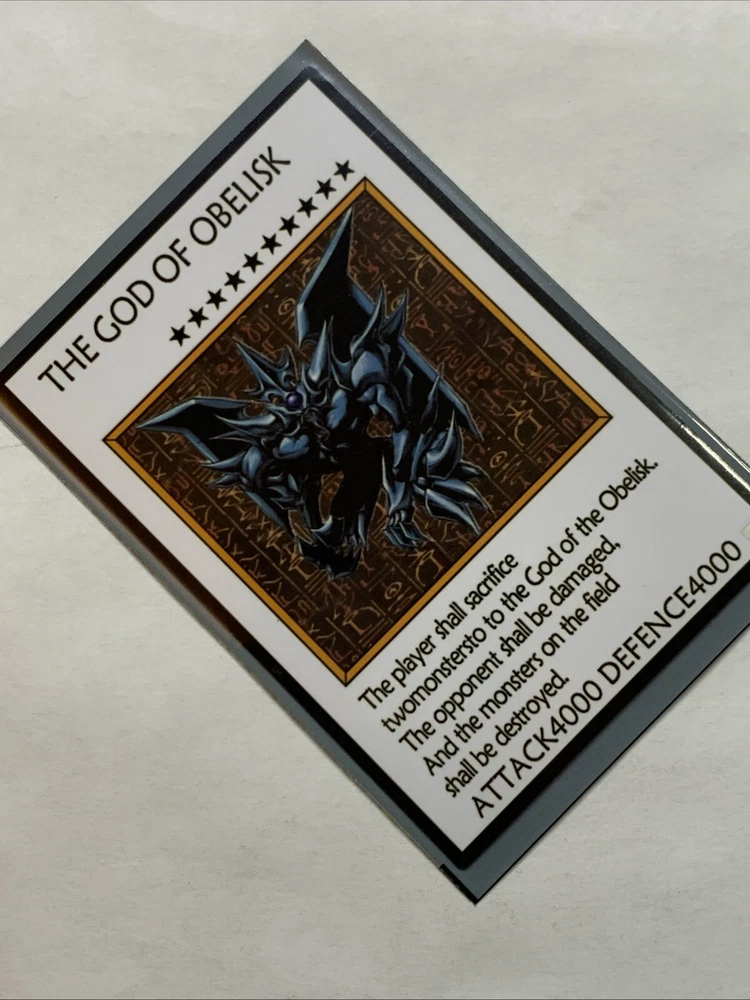 THE GOD OF OBELISK
★★★★★★★★★★
The player shall sacrifice
twomonstersto to the God of the Obelisk.
The opponent shall be damaged,
And the monsters on the field
shall be destroyed.
ATTACK4000 DEFENCE4000